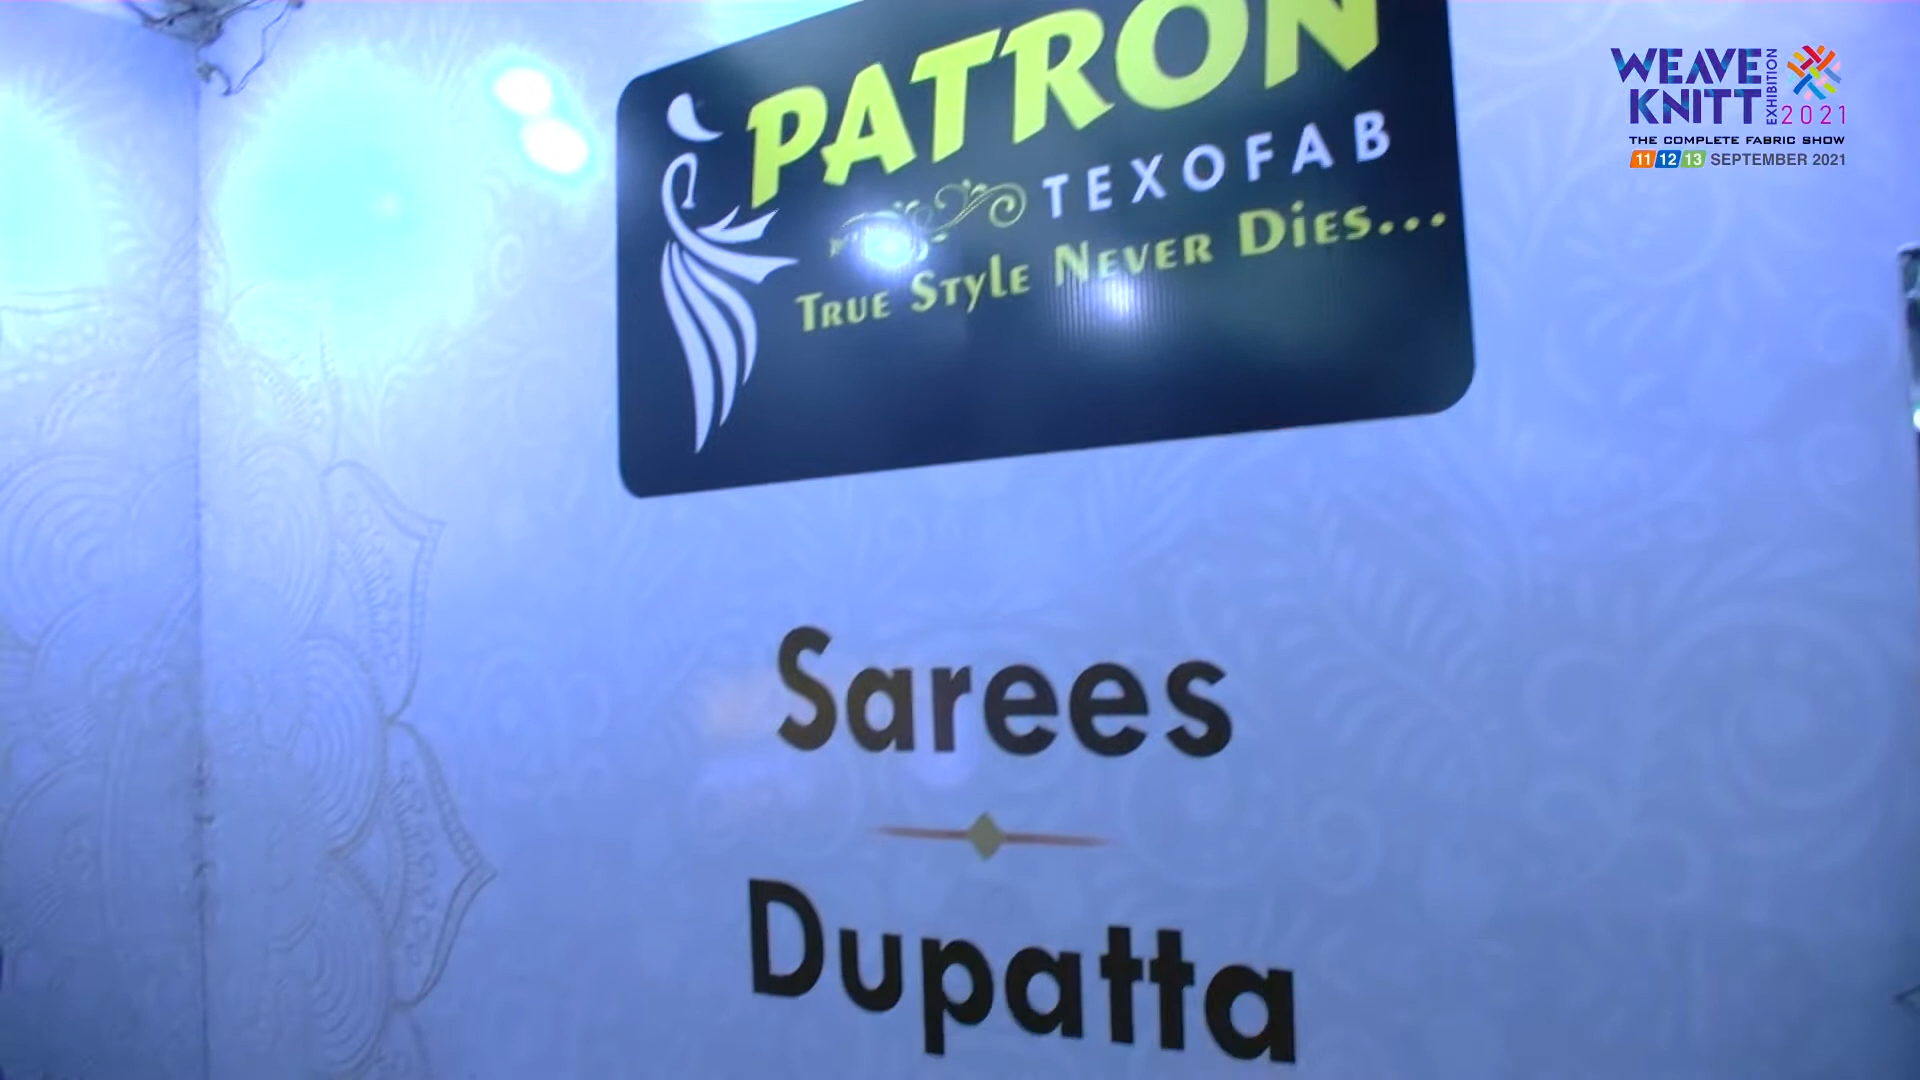 PATRON
TEXOFAB
TRUE STYLE NEVER DIES...
Sarees
Dupatta
WEAVE
KNITT
EXHIBITION
2021
THE COMPLETE FABRIC SHOW
11 12 13 SEPTEMBER 2021